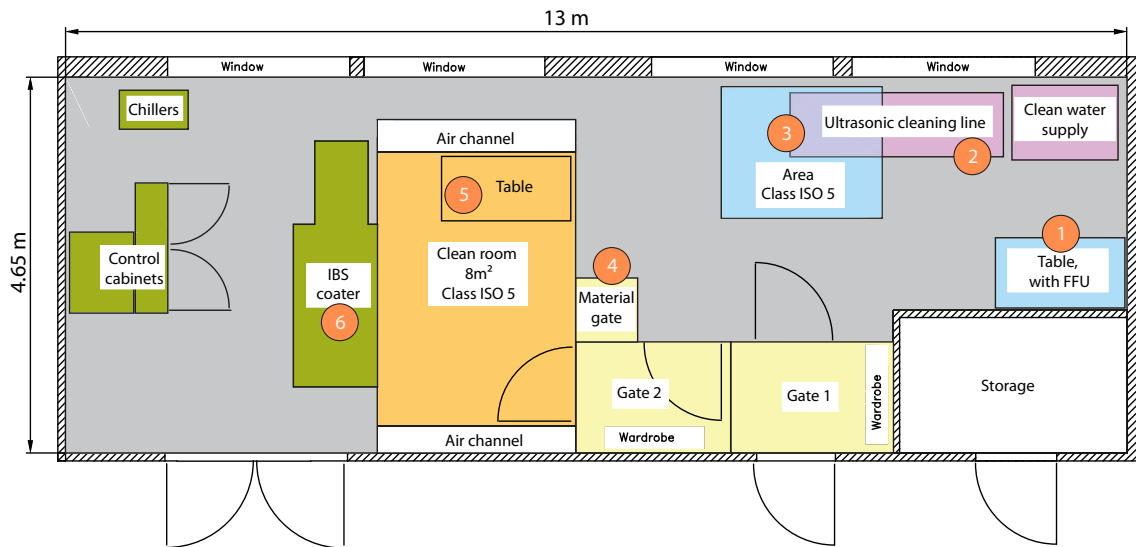 13 m
Window
Window
Window
Window
4.65 m
Chillers
Air channel
3
Ultrasonic cleaning line
2
Clean water
supply
Area
Class ISO 5
5
Table
1
Table,
with FFU
Control
cabinets
IBS
coater
6
Clean room
8m²
Class ISO 5
4
Material
gate
Gate 2
Wardrobe
Gate 1
Wardrobe
Storage
Air channel